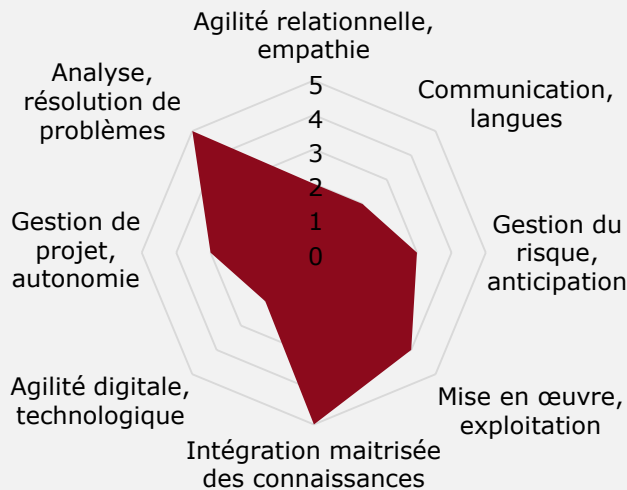 Agilité relationnelle,
empathie
Communication,
langues
Gestion du
risque,
anticipation
Mise en œuvre,
exploitation
Intégration maitrisée
des connaissances
Agilité digitale,
technologique
Gestion de
projet,
autonomie
Analyse,
résolution de
problèmes
5
4
3
2
1
0